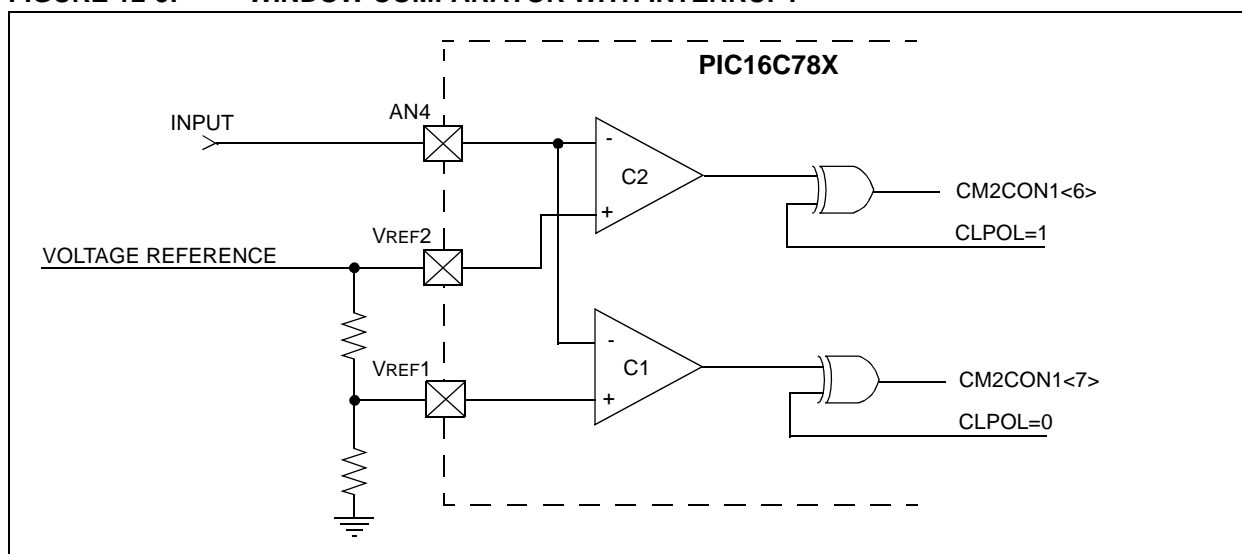 PIC16C78X
AN4
INPUT
-
C2
+
CM2CON1<6>
CLPOL=1
VREF2
VOLTAGE REFERENCE
-
C1
+
VREF1
CM2CON1<7>
CLPOL=0